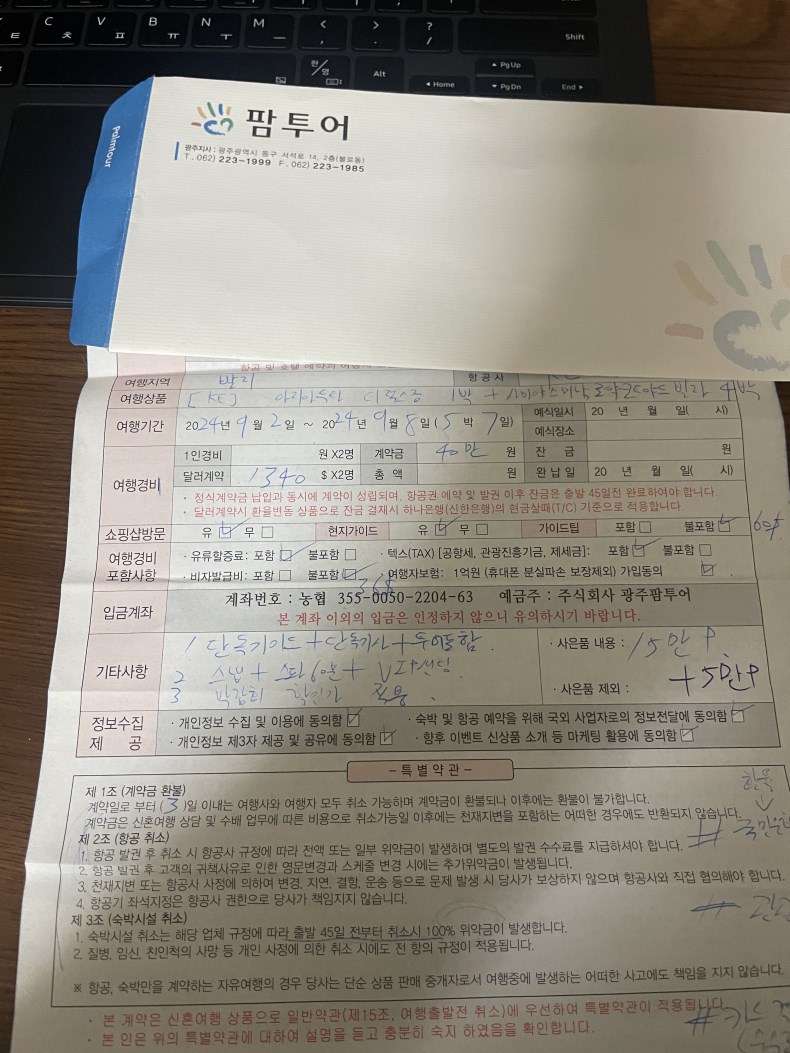 C ㅊ V ㅍ B ㅠ N ㅜ M ㅡ < , > . ? / Shift
한/영 Alt PgUp
Home PgDn End
Palmtour
팜투어
광주지사 : 광주광역시 동구 서석로 14, 2층(불로동)
T. 062) 223-1999 F. 062) 223-1985
여행지역 발리 항공사
여행상품 [KE] 1박 + 4박
여행기간 2024년 9월 2일 ~ 2024년 9월 8일 (5 박 7일) 예식일시 20 년 월 일( 시)
예식장소
여행경비 1인경비 원 X2명 계약금 40만 원 잔 금 원
달러계약 1340 $ X2명 총 액 원 완 납 일 20 년 월 일( 시)
· 정식계약금 납입과 동시에 계약이 성립되며, 항공권 예약 및 발권 이후 잔금은 출발 45일전 완료하여야 합니다.
· 달러계약시 환율변동 상품으로 잔금 결재시 하나은행(신한은행)의 현금살때(T/C) 기준으로 적용합니다
쇼핑샵방문 유 무 현지가이드 유 무 가이드팁 포함 불포함
여행경비 포함사항 · 유류할증료: 포함 불포함 · 텍스(TAX) [공항세, 관광진흥기금, 제세금]: 포함 불포함
· 비자발급비: 포함 불포함 · 여행자보험: 1억원 (휴대폰 분실파손 보장제외) 가입동의
입금계좌 계좌번호 : 농협 355-0050-2204-63 예금주 : 주식회사 광주팜투어
본 계좌 이외의 입금은 인정하지 않으니 유의하시기 바랍니다.
기타사항 1 단독가이드+단독기사+ · 사은품 내용 : 15만P
2 스냅+스파
3
· 사은품 제외 : +5만P
정보수집 제 공 · 개인정보 수집 및 이용에 동의함 · 숙박 및 항공 예약을 위해 국외 사업자로의 정보전달에 동의함
· 개인정보 제3자 제공 및 공유에 동의함 · 향후 이벤트 신상품 소개 등 마케팅 활용에 동의함
– 특 별 약 관 –
제 1조 (계약금 환불)
계약일로 부터 (3)일 이내는 여행사와 여행자 모두 취소 가능하며 계약금이 환불되나 이후에는 환불이 불가합니다.
계약금은 신혼여행 상담 및 수배 업무에 따른 비용으로 취소가능일 이후에는 천재지변을 포함하는 어떠한 경우에도 반환되지 않습니다.
환율
제 2조 (항공 취소)
1. 항공 발권 후 취소 시 항공사 규정에 따라 전액 또는 일부 위약금이 발생하며 별도의 발권 수수료를 지급하셔야 합니다.
2. 항공 발권 후 고객의 귀책사유로 인한 영문변경과 스케줄 변경 시에는 추가위약금이 발생됩니다.
3. 천재지변 또는 항공사 사정에 의하여 변경, 지연, 결항, 운송 등으로 문제 발생 시 당사가 보상하지 않으며 항공사와 직접 협의해야 합니다.
4. 항공기 좌석지정은 항공사 권한으로 당사가 책임지지 않습니다.
제 3조 (숙박시설 취소)
1. 숙박시설 취소는 해당 업체 규정에 따라 출발 45일 전부터 취소시 100% 위약금이 발생합니다.
2. 질병, 임신, 친인척의 사망 등 개인 사정에 의한 취소 시에도 전 항의 규정이 적용됩니다.
※ 항공, 숙박만을 계약하는 자유여행의 경우 당사는 단순 상품 판매 중개자로서 여행중에 발생하는 어떠한 사고에도 책임을 지지 않습니다.
· 본 계약은 신혼여행 상품으로 일반약관(제15조, 여행출발전 취소)에 우선하여 특별약관이 적용됩니다.
· 본 인은 위의 특별약관에 대하여 설명을 듣고 충분히 숙지 하였음을 확인합니다.